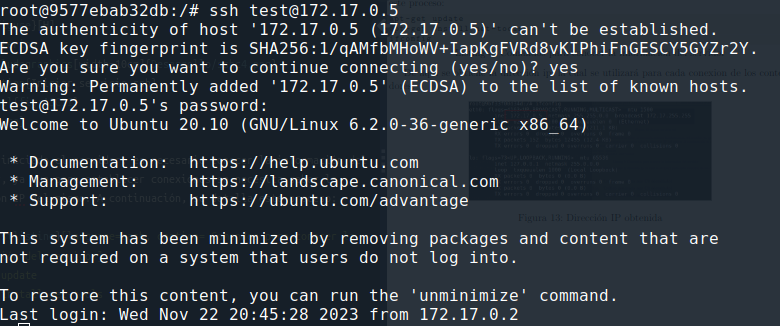 root@9577ebab32db:/# ssh test@172.17.0.5
The authenticity of host '172.17.0.5 (172.17.0.5)' can't be established.
ECDSA key fingerprint is SHA256:1/qAMfbMHoWV+IapKgFVRd8vKIPhiFnGESCY5GYZr2Y.
Are you sure you want to continue connecting (yes/no)? yes
Warning: Permanently added '172.17.0.5' (ECDSA) to the list of known hosts.
test@172.17.0.5's password:
Welcome to Ubuntu 20.10 (GNU/Linux 6.2.0-36-generic x86_64)

 * Documentation:  https://help.ubuntu.com
 * Management:     https://landscape.canonical.com
 * Support:        https://ubuntu.com/advantage

This system has been minimized by removing packages and content that are
not required on a system that users do not log into.

To restore this content, you can run the 'unminimize' command.
Last login: Wed Nov 22 20:45:28 2023 from 172.17.0.2